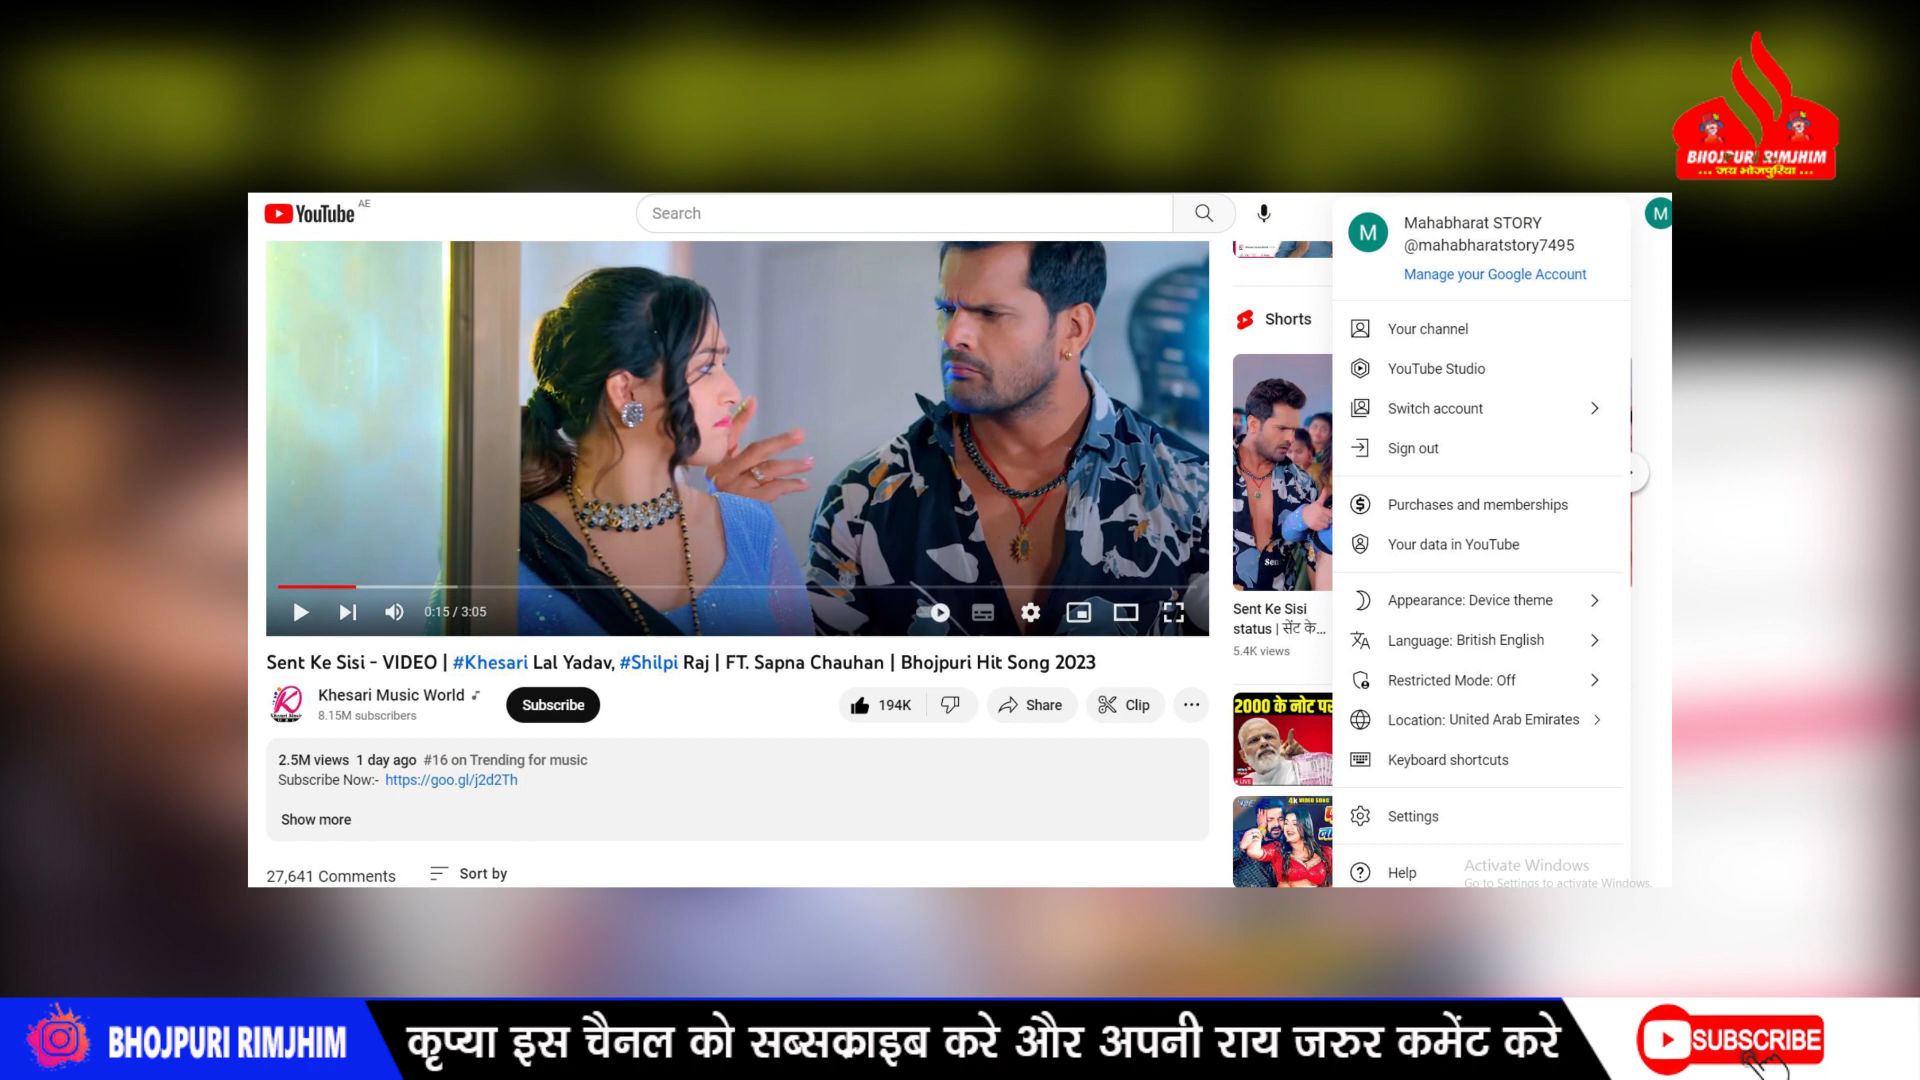 BHOJPURI RIMJHIM
... जय भोजपुरिया ...
YouTube AE
Search
M
M
Mahabharat STORY
@mahabharatstory7495
Manage your Google Account
Shorts
Your channel
YouTube Studio
Switch account
Sign out
Purchases and memberships
Your data in YouTube
Appearance: Device theme
Language: British English
Restricted Mode: Off
Location: United Arab Emirates
Keyboard shortcuts
Settings
Help
Activate Windows
Go to Settings to activate Windows.
0:15 / 3:05
Sent Ke Sisi
status | सेंट के...
5.4K views
Sent Ke Sisi - VIDEO | #Khesari Lal Yadav, #Shilpi Raj | FT. Sapna Chauhan | Bhojpuri Hit Song 2023
Khesari Music World
8.15M subscribers
Subscribe
194K
Share
Clip
2000 के नोट पर
LIVE
4K VIDEO SONG
2.5M views 1 day ago #16 on Trending for music
Subscribe Now:- https://goo.gl/j2d2Th
Show more
27,641 Comments
Sort by
BHOJPURI RIMJHIM
कृप्या इस चैनल को सब्सक्राइब करे और अपनी राय जरुर कमेंट करे
SUBSCRIBE